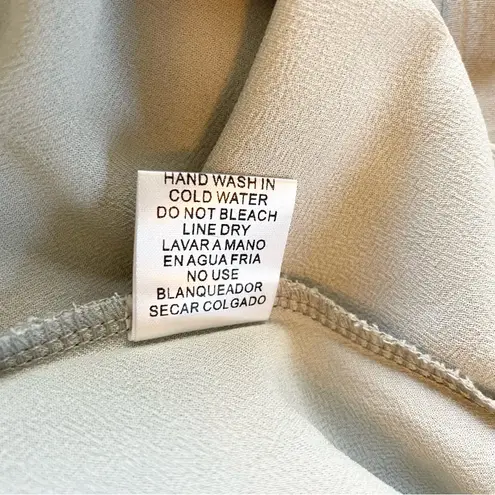 HAND WASH IN
COLD WATER
DO NOT BLEACH
LINE DRY
LAVAR A MANO
EN AGUA FRIA
NO USE
BLANQUEADOR
SECAR COLGADO